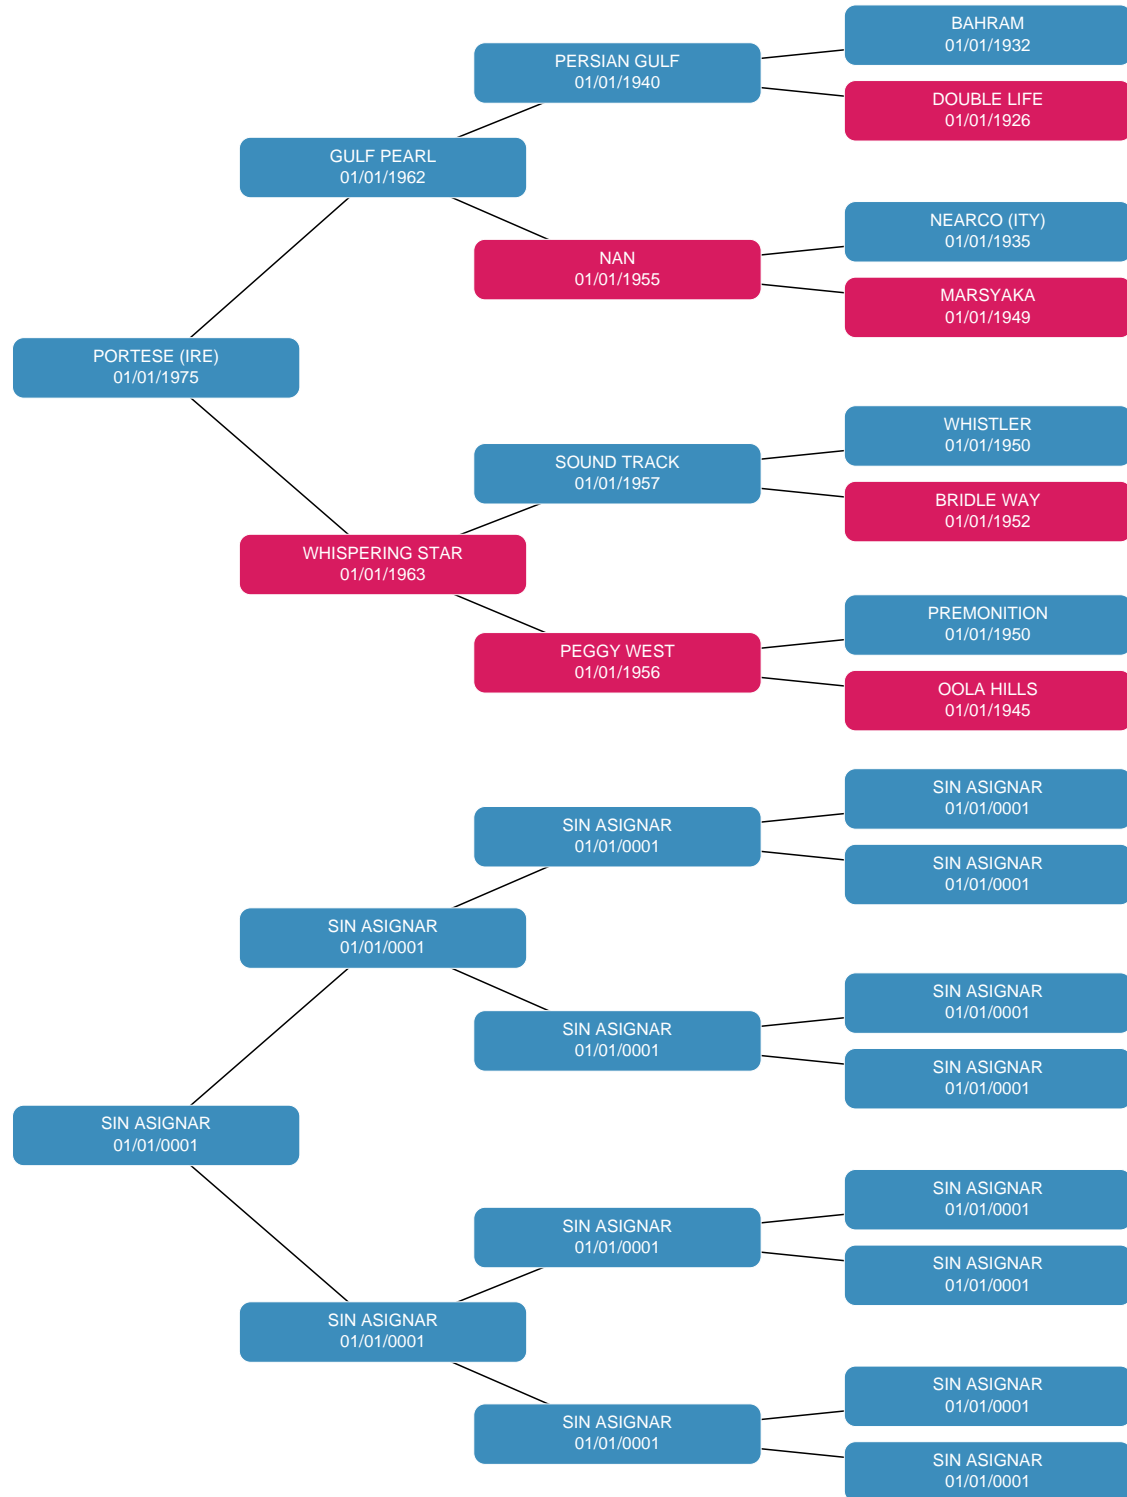 BAHRAM
01/01/1932
PERSIAN GULF
01/01/1940
DOUBLE LIFE
01/01/1926
GULF PEARL
01/01/1962
NEARCO (ITY)
01/01/1935
NAN
01/01/1955
MARSYAKA
01/01/1949
PORTESE (IRE)
01/01/1975
WHISTLER
01/01/1950
SOUND TRACK
01/01/1957
BRIDLE WAY
01/01/1952
WHISPERING STAR
01/01/1963
PREMONITION
01/01/1950
PEGGY WEST
01/01/1956
OOLA HILLS
01/01/1945
SIN ASIGNAR
01/01/0001
SIN ASIGNAR
01/01/0001
SIN ASIGNAR
01/01/0001
SIN ASIGNAR
01/01/0001
SIN ASIGNAR
01/01/0001
SIN ASIGNAR
01/01/0001
SIN ASIGNAR
01/01/0001
SIN ASIGNAR
01/01/0001
SIN ASIGNAR
01/01/0001
SIN ASIGNAR
01/01/0001
SIN ASIGNAR
01/01/0001
SIN ASIGNAR
01/01/0001
SIN ASIGNAR
01/01/0001
SIN ASIGNAR
01/01/0001
SIN ASIGNAR
01/01/0001